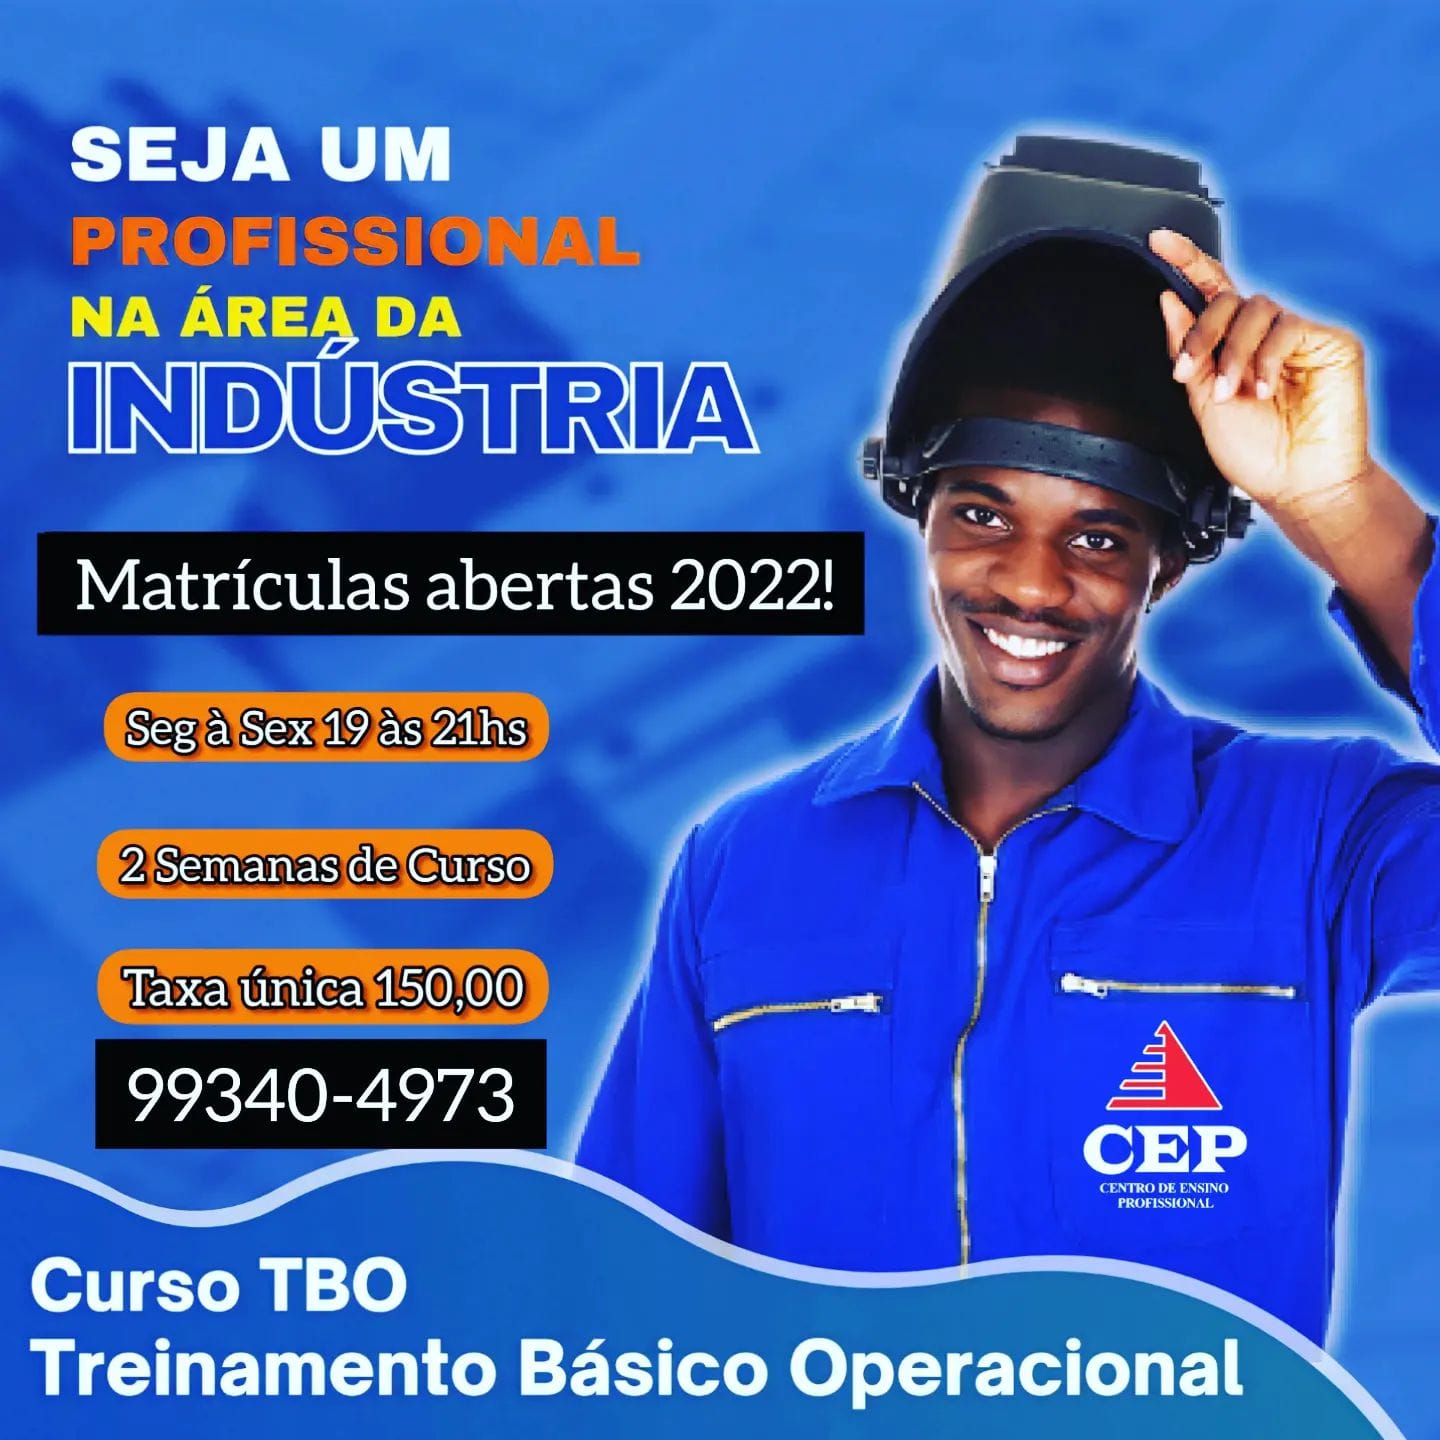 SEJA UM
PROFISSIONAL
NA ÁREA DA
INDÚSTRIA
Matrículas abertas 2022!
Seg à Sex 19 às 21hs
2 Semanas de Curso
Taxa única 150,00
99340-4973
CEP
CENTRO DE ENSINO
PROFISSIONAL
Curso TBO
Treinamento Básico Operacional